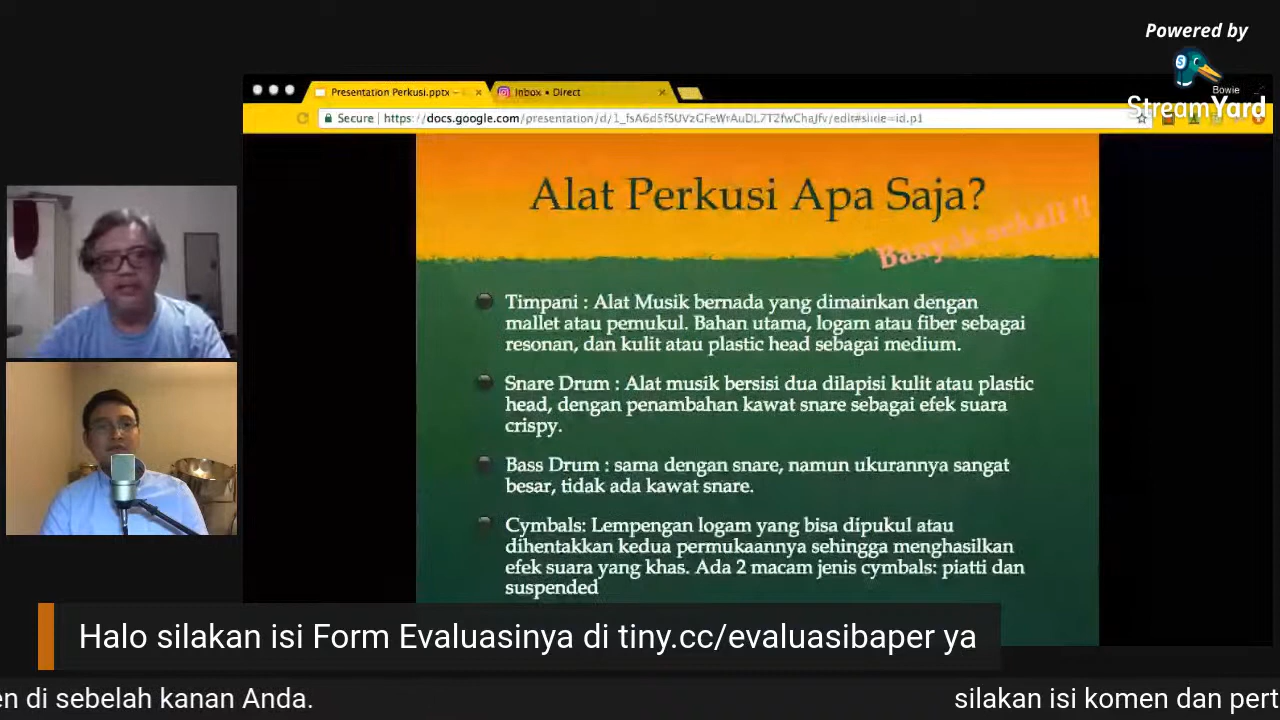 Powered by
Bowie
StreamYard
Presentation Perkusi.pptx –
Inbox • Direct
Secure | https://docs.google.com/presentation/d/
Alat Perkusi Apa Saja?
Banyak sekali !!
Timpani : Alat Musik bernada yang dimainkan dengan
mallet atau pemukul. Bahan utama, logam atau fiber sebagai
resonan, dan kulit atau plastic head sebagai medium.
Snare Drum : Alat musik bersisi dua dilapisi kulit atau plastic
head, dengan penambahan kawat snare sebagai efek suara
crispy.
Bass Drum : sama dengan snare, namun ukurannya sangat
besar, tidak ada kawat snare.
Cymbals: Lempengan logam yang bisa dipukul atau
dihentakkan kedua permukaannya sehingga menghasilkan
efek suara yang khas. Ada 2 macam jenis cymbals: piatti dan
suspended
Halo silakan isi Form Evaluasinya di tiny.cc/evaluasibaper ya
en di sebelah kanan Anda.
silakan isi komen dan pert